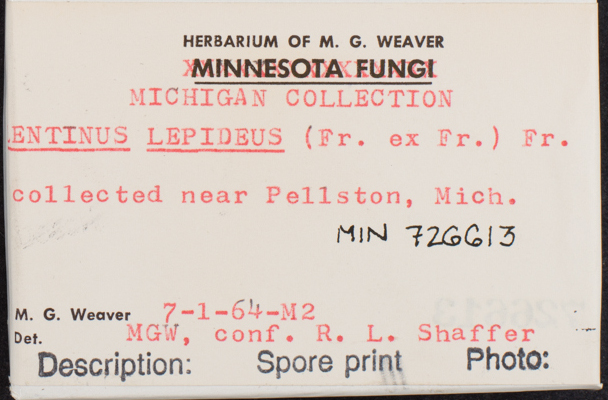 HERBARIUM OF M. G. WEAVER
MINNESOTA FUNGI
MICHIGAN COLLECTION
ENTINUS LEPIDEUS (Fr. ex Fr.) Fr.
collected near Pellston, Mich.
MIN 726613
M. G. Weaver 7-1-64-M2
Det. MGW, conf. R. L. Shaffer
Description: Spore print Photo: